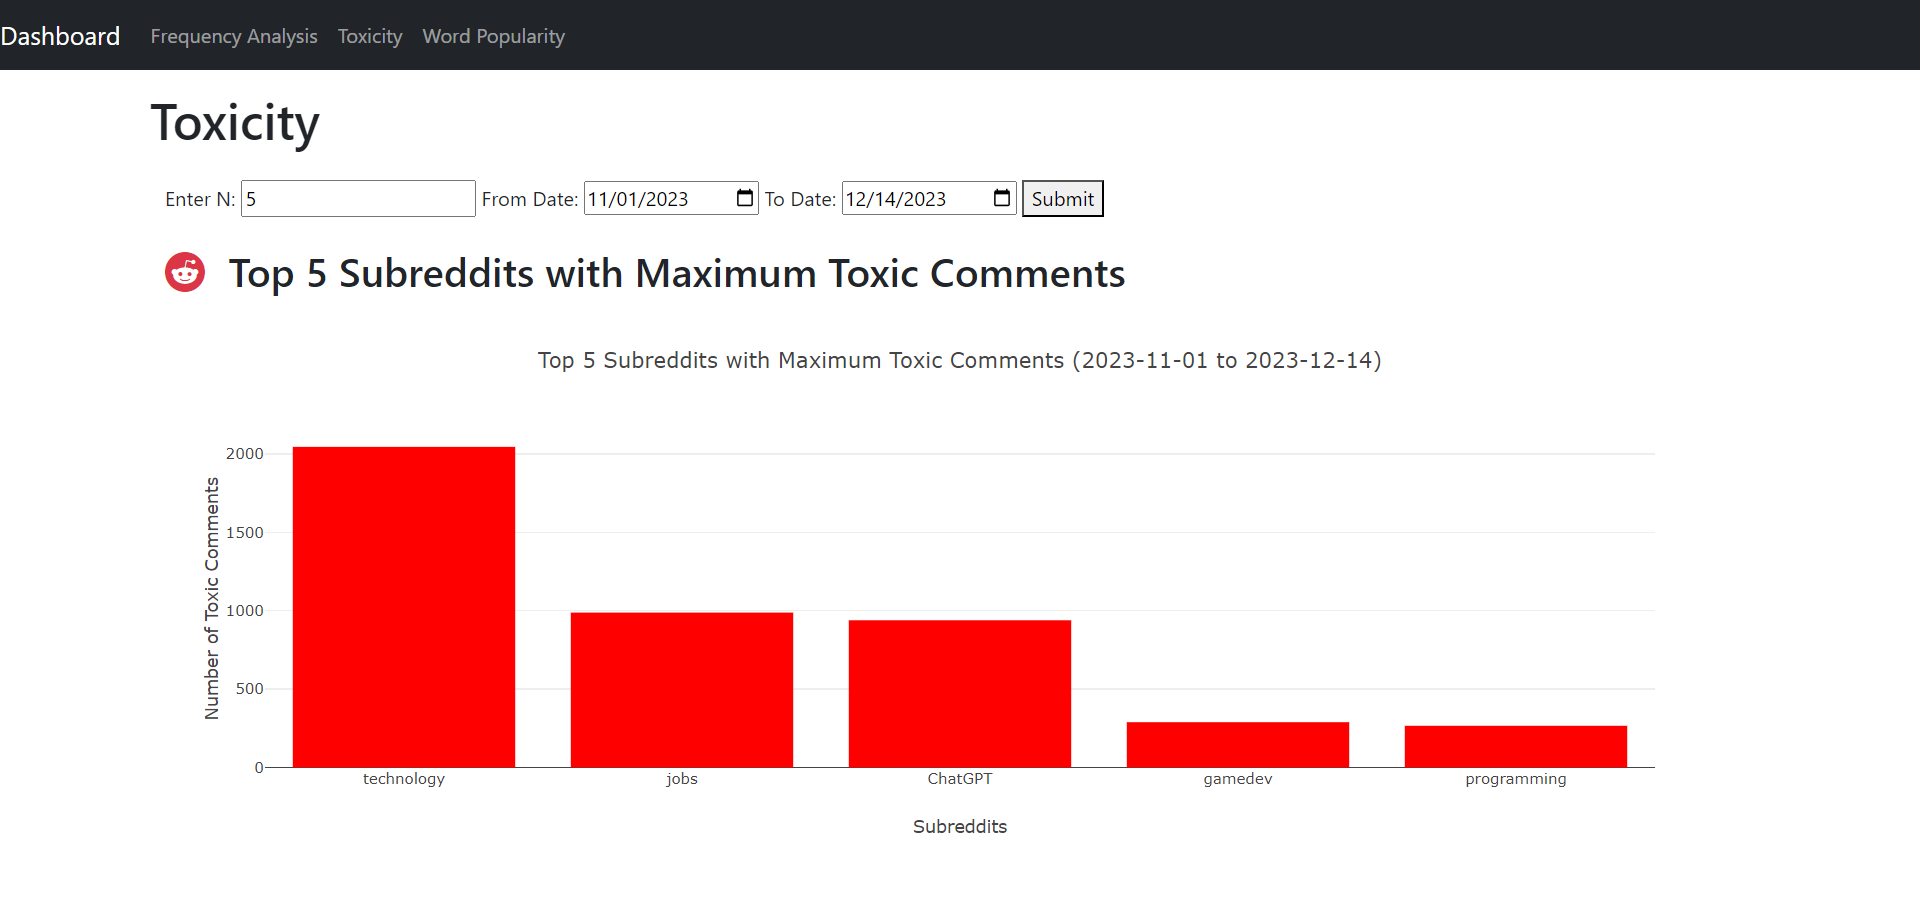 Dashboard Frequency Analysis Toxicity Word Popularity
Toxicity
Enter N: 5 From Date: 11/01/2023 To Date: 12/14/2023 Submit
Top 5 Subreddits with Maximum Toxic Comments
Top 5 Subreddits with Maximum Toxic Comments (2023-11-01 to 2023-12-14)
Number of Toxic Comments
2000
1500
1000
500
0
technology jobs ChatGPT gamedev programming
Subreddits